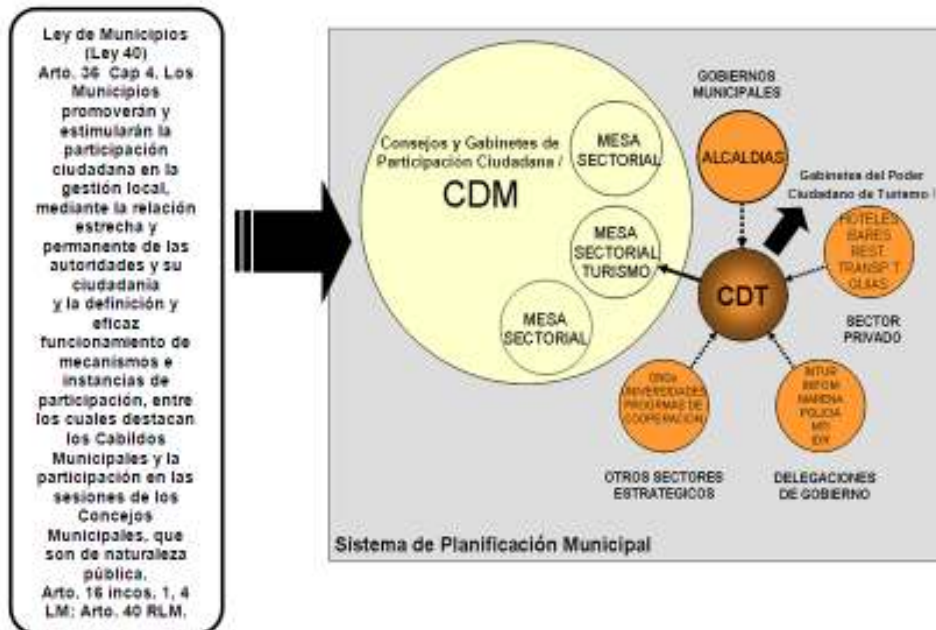 Ley de Municipios
(Ley 40)
Arto. 36 Cap 4. Los
Municipios
promoverán y
estimularán la
participación
ciudadana en la
gestión local,
mediante la relación
estrecha y
permanente de las
autoridades y su
ciudadanía
y la definición y
eficaz
funcionamiento de
mecanismos e
instancias de
participación, entre
los cuales destacan
los Cabildos
Municipales y la
participación en las
sesiones de los
Concejos
Municipales, que
son de naturaleza
pública.
Arto. 16 incos. 1, 4
LM; Arto. 40 RLM.
Consejos y Gabinetes de
Participación Ciudadana /
CDM
MESA
SECTORIAL
MESA
SECTORIAL
TURISMO
MESA
SECTORIAL
GOBIERNOS
MUNICIPALES
ALCALDIAS
Gabinetes del Poder
Ciudadano de Turismo
HOTELES
BARES
REST.
TRANSP T
GUIAS
SECTOR
PRIVADO
CDT
ONGs
UNIVERSIDADES
PROGRMAS DE
COOPERACION
OTROS SECTORES
ESTRATEGICOS
INTUR
MARENA
POLICIA
MTI
DELEGACIONES
DE GOBIERNO
Sistema de Planificación Municipal